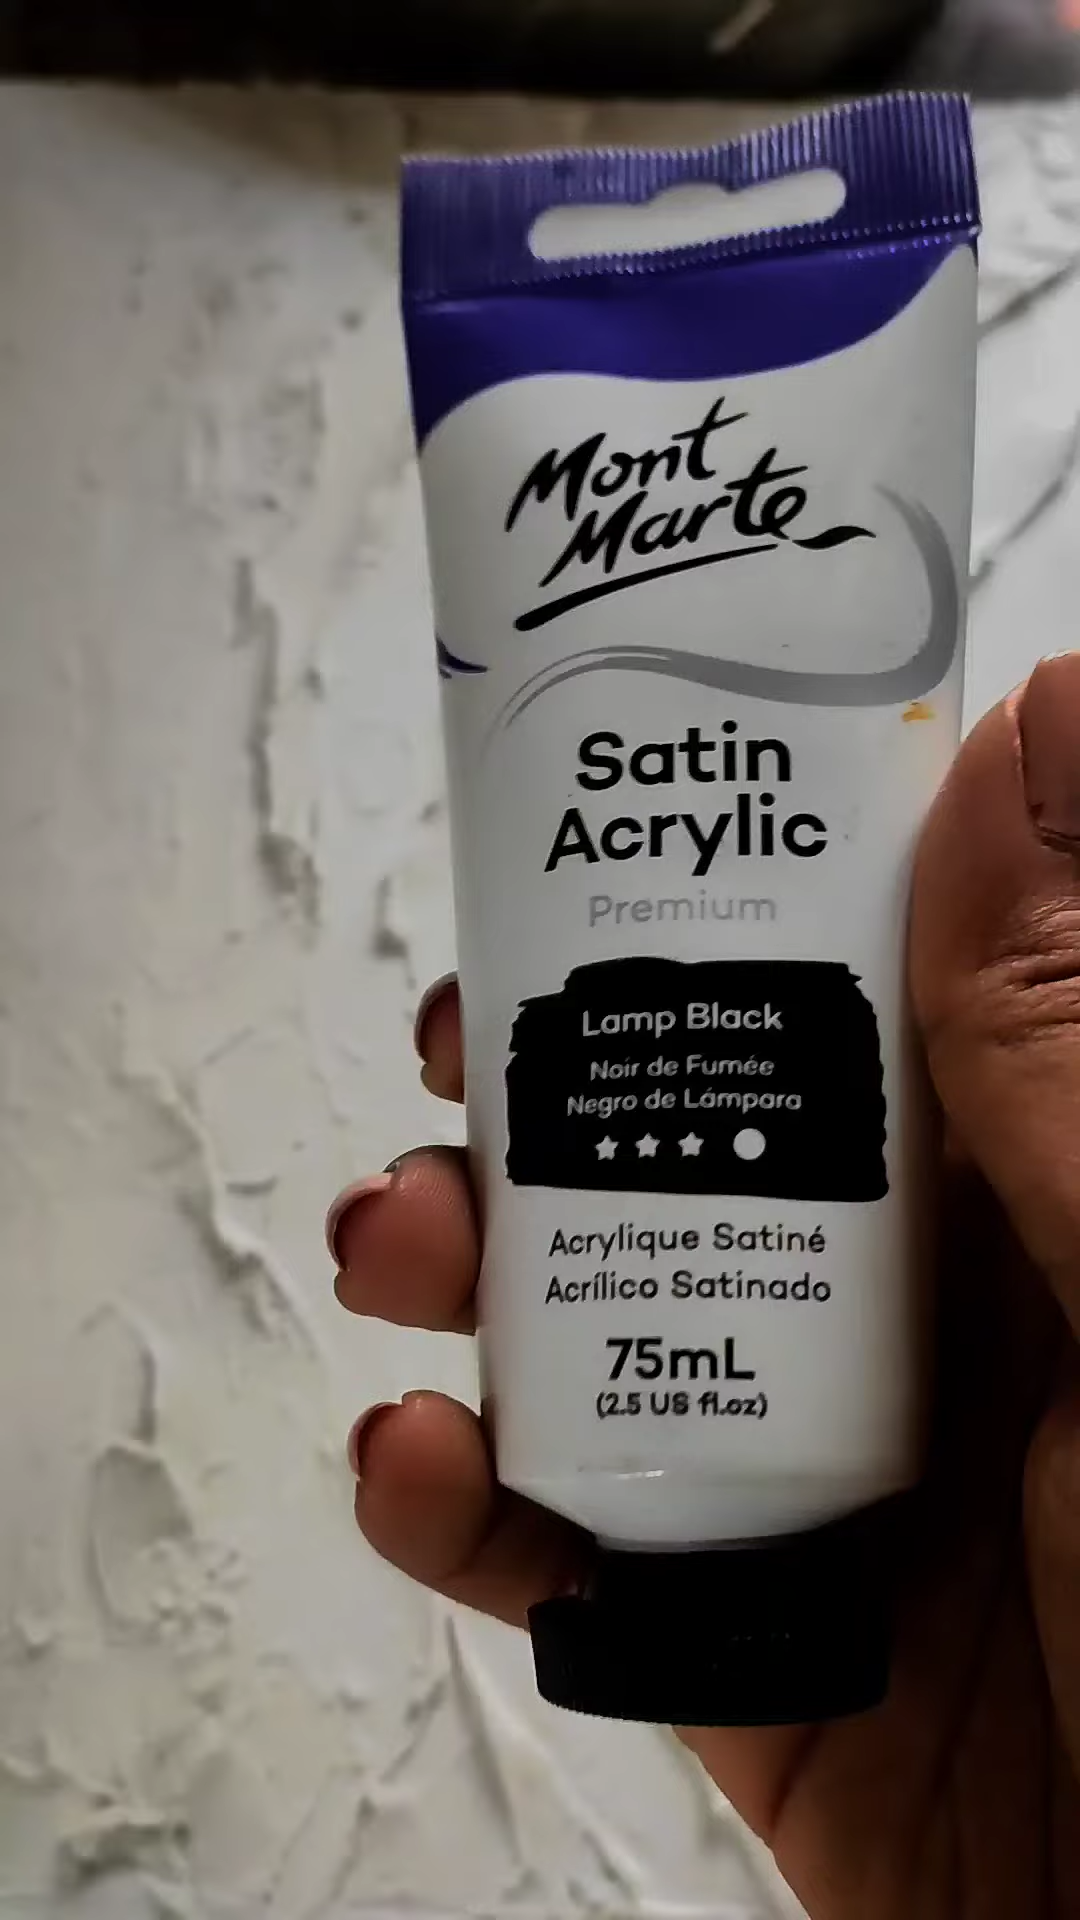 Mont
Marte
Satin
Acrylic
Premium
Lamp Black
Noir de Fumée
Negro de Lámpara
Acrylique Satiné
Acrílico Satinado
75mL
(2.5 US fl.oz)